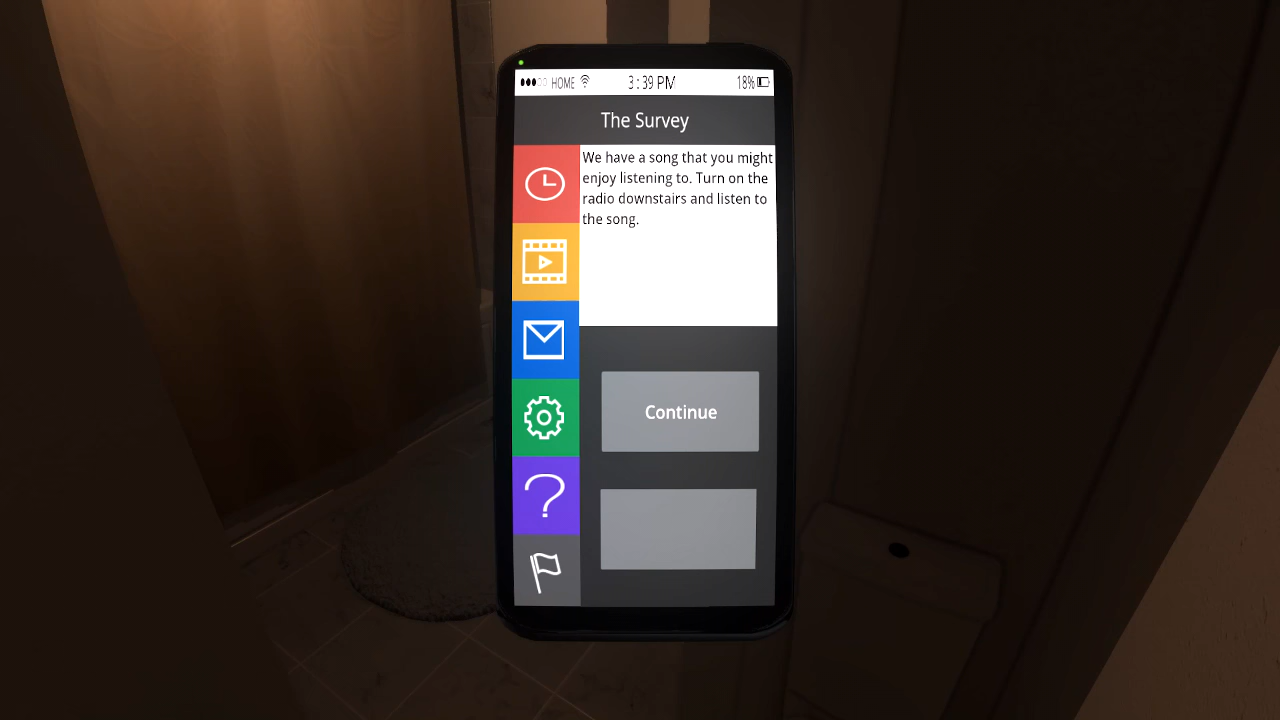 HOME 3:39 PM 18%
The Survey
We have a song that you might
enjoy listening to. Turn on the
radio downstairs and listen to
the song.
Continue